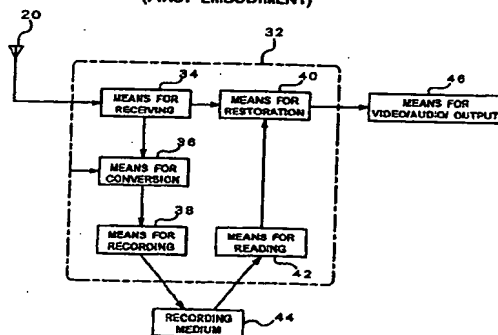 (FIRST EMBODIMENT)
20
32
34
40
46
MEANS FOR
RECEIVING
MEANS FOR
RESTORATION
MEANS FOR
VIDEO/AUDIO/ OUTPUT
36
MEANS FOR
CONVERSION
38
MEANS FOR
RECORDING
MEANS FOR
READING
42
RECORDING
MEDIUM
44